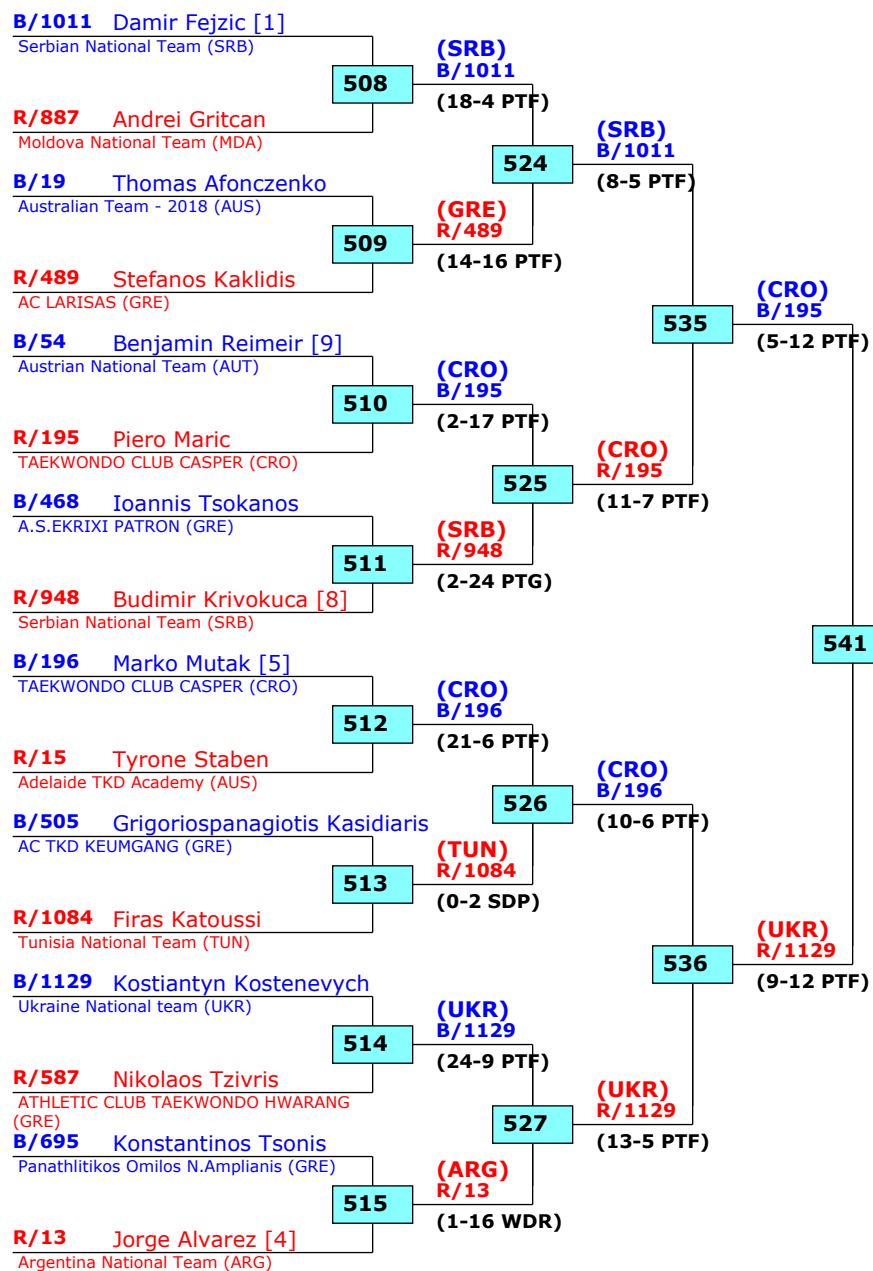 B/1011 Damir Fejzic [1]
Serbian National Team (SRB)
508
(SRB)
B/1011
(18-4 PTF)
R/887 Andrei Gritcan
Moldova National Team (MDA)
524
(SRB)
B/1011
(8-5 PTF)
B/19 Thomas Afonczenko
Australian Team - 2018 (AUS)
509
(GRE)
R/489
(14-16 PTF)
R/489 Stefanos Kaklidis
AC LARISAS (GRE)
535
(CRO)
B/195
(5-12 PTF)
B/54 Benjamin Reimeir [9]
Austrian National Team (AUT)
510
(CRO)
B/195
(2-17 PTF)
R/195 Piero Maric
TAEKWONDO CLUB CASPER (CRO)
525
(CRO)
R/195
(11-7 PTF)
B/468 Ioannis Tsokanos
A.S.EKRIXI PATRON (GRE)
511
(SRB)
R/948
(2-24 PTG)
R/948 Budimir Krivokuca [8]
Serbian National Team (SRB)
541
B/196 Marko Mutak [5]
TAEKWONDO CLUB CASPER (CRO)
512
(CRO)
B/196
(21-6 PTF)
R/15 Tyrone Staben
Adelaide TKD Academy (AUS)
526
(CRO)
B/196
(10-6 PTF)
B/505 Grigoriospanagiotis Kasidiaris
AC TKD KEUMGANG (GRE)
513
(TUN)
R/1084
(0-2 SDP)
R/1084 Firas Katoussi
Tunisia National Team (TUN)
536
(UKR)
R/1129
(9-12 PTF)
B/1129 Kostiantyn Kostenevych
Ukraine National team (UKR)
514
(UKR)
B/1129
(24-9 PTF)
R/587 Nikolaos Tzivris
ATHLETIC CLUB TAEKWONDO HWARANG
(GRE)
527
(UKR)
R/1129
(13-5 PTF)
B/695 Konstantinos Tsonis
Panathlitikos Omilos N.Amplianis (GRE)
515
(ARG)
R/13
(1-16 WDR)
R/13 Jorge Alvarez [4]
Argentina National Team (ARG)